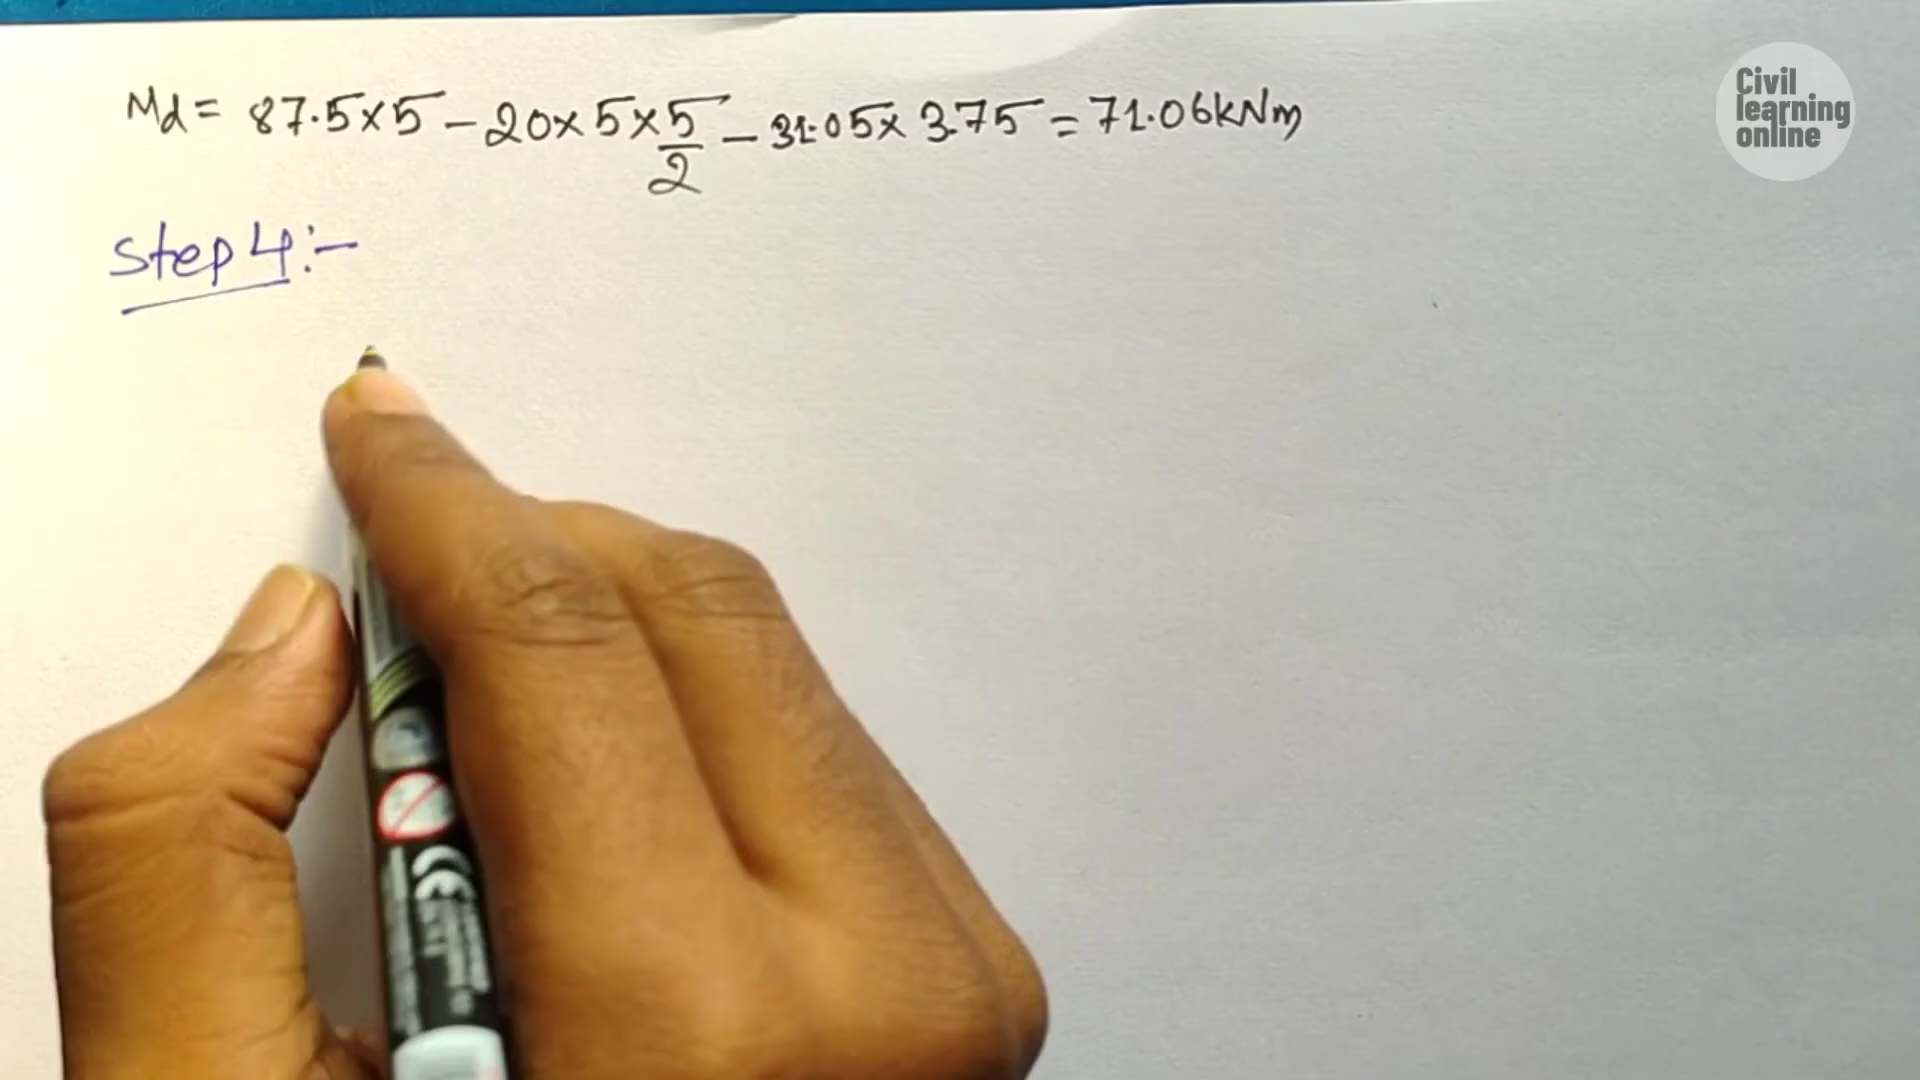 Md = 87.5×5 - 20×5×5/2 - 31.05×3.75 = 71.06kNm
Step 4:-
Civil
learning
online
CE